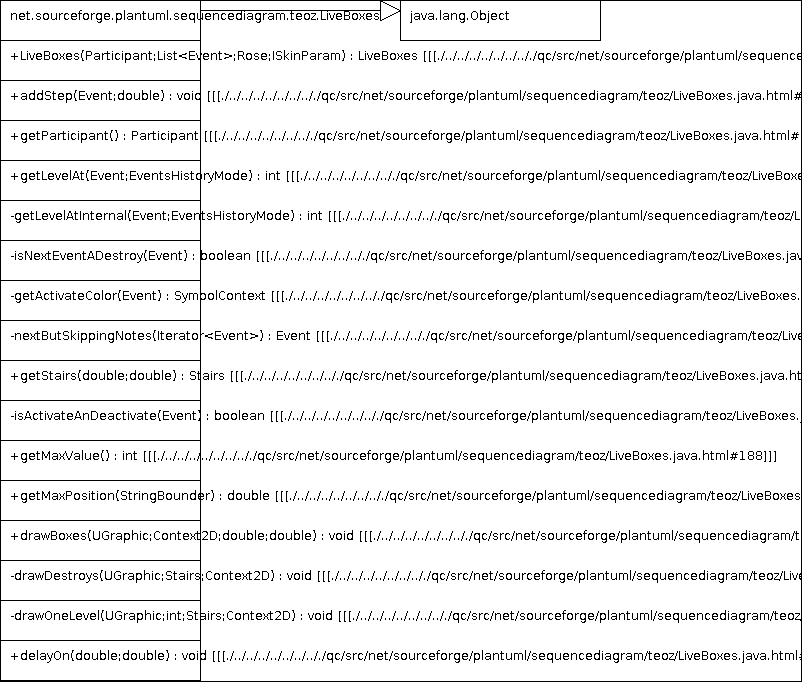 net.sourceforge.plantuml.sequencediagram.teoz.LiveBoxes java.lang.Object
+LiveBoxes(Participant;List<Event>;Rose;ISkinParam) : LiveBoxes [[[./../../../../../../../qc/src/net/sourceforge/plantuml/sequence
+addStep(Event;double) : void [[[./../../../../../../../qc/src/net/sourceforge/plantuml/sequencediagram/teoz/LiveBoxes.java.html#
+getParticipant() : Participant [[[./../../../../../../../qc/src/net/sourceforge/plantuml/sequencediagram/teoz/LiveBoxes.java.html#
+getLevelAt(Event;EventsHistoryMode) : int [[[./../../../../../../../qc/src/net/sourceforge/plantuml/sequencediagram/teoz/LiveBoxe
-getLevelAtInternal(Event;EventsHistoryMode) : int [[[./../../../../../../../qc/src/net/sourceforge/plantuml/sequencediagram/teoz/L
-isNextEventADestroy(Event) : boolean [[[./../../../../../../../qc/src/net/sourceforge/plantuml/sequencediagram/teoz/LiveBoxes.jav
-getActivateColor(Event) : SymbolContext [[[./../../../../../../../qc/src/net/sourceforge/plantuml/sequencediagram/teoz/LiveBoxes.
-nextButSkippingNotes(Iterator<Event>) : Event [[[./../../../../../../../qc/src/net/sourceforge/plantuml/sequencediagram/teoz/Live
+getStairs(double;double) : Stairs [[[./../../../../../../../qc/src/net/sourceforge/plantuml/sequencediagram/teoz/LiveBoxes.java.ht
-isActivateAnDeactivate(Event) : boolean [[[./../../../../../../../qc/src/net/sourceforge/plantuml/sequencediagram/teoz/LiveBoxes.
+getMaxValue() : int [[[./../../../../../../../qc/src/net/sourceforge/plantuml/sequencediagram/teoz/LiveBoxes.java.html#188]]]
+getMaxPosition(StringBounder) : double [[[./../../../../../../../qc/src/net/sourceforge/plantuml/sequencediagram/teoz/LiveBoxes
+drawBoxes(UGraphic;Context2D;double;double) : void [[[./../../../../../../../qc/src/net/sourceforge/plantuml/sequencediagram/t
-drawDestroys(UGraphic;Stairs;Context2D) : void [[[./../../../../../../../qc/src/net/sourceforge/plantuml/sequencediagram/teoz/Live
-drawOneLevel(UGraphic;int;Stairs;Context2D) : void [[[./../../../../../../../qc/src/net/sourceforge/plantuml/sequencediagram/teoz
+delayOn(double;double) : void [[[./../../../../../../../qc/src/net/sourceforge/plantuml/sequencediagram/teoz/LiveBoxes.java.html